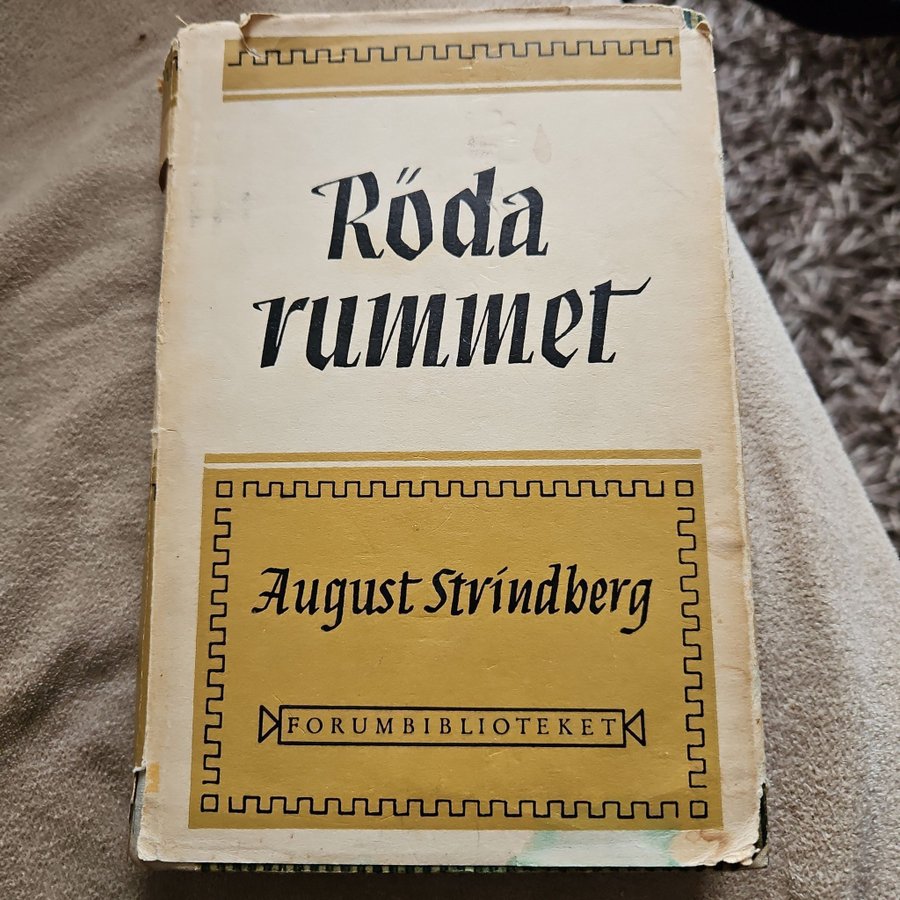 Röda
rummet
August Strindberg
FORUMBIBLIOTEKET